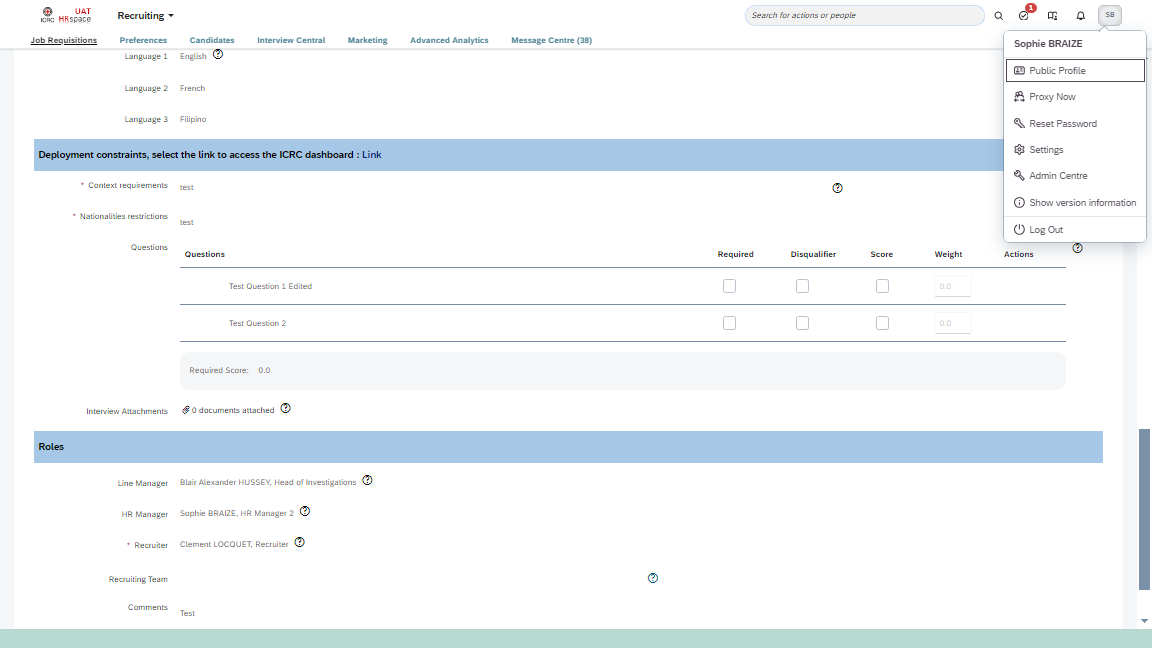 ICRC UAT HRspace
Recruiting
Search for actions or people
1
SB
Job Requisitions Preferences Candidates Interview Central Marketing Advanced Analytics Message Centre (38)
Sophie BRAIZE
Public Profile
Proxy Now
Reset Password
Settings
Admin Centre
Show version information
Log Out
Language 1 English
Language 2 French
Language 3 Filipino
Deployment constraints, select the link to access the ICRC dashboard : Link
* Context requirements test
* Nationalities restrictions test
Questions
Questions Required Disqualifier Score Weight Actions
Test Question 1 Edited 0.0
Test Question 2 0.0
Required Score: 0.0
Interview Attachments 0 documents attached
Roles
Line Manager Blair Alexander HUSSEY, Head of Investigations
HR Manager Sophie BRAIZE, HR Manager 2
* Recruiter Clement LOCQUET, Recruiter
Recruiting Team
Comments Test